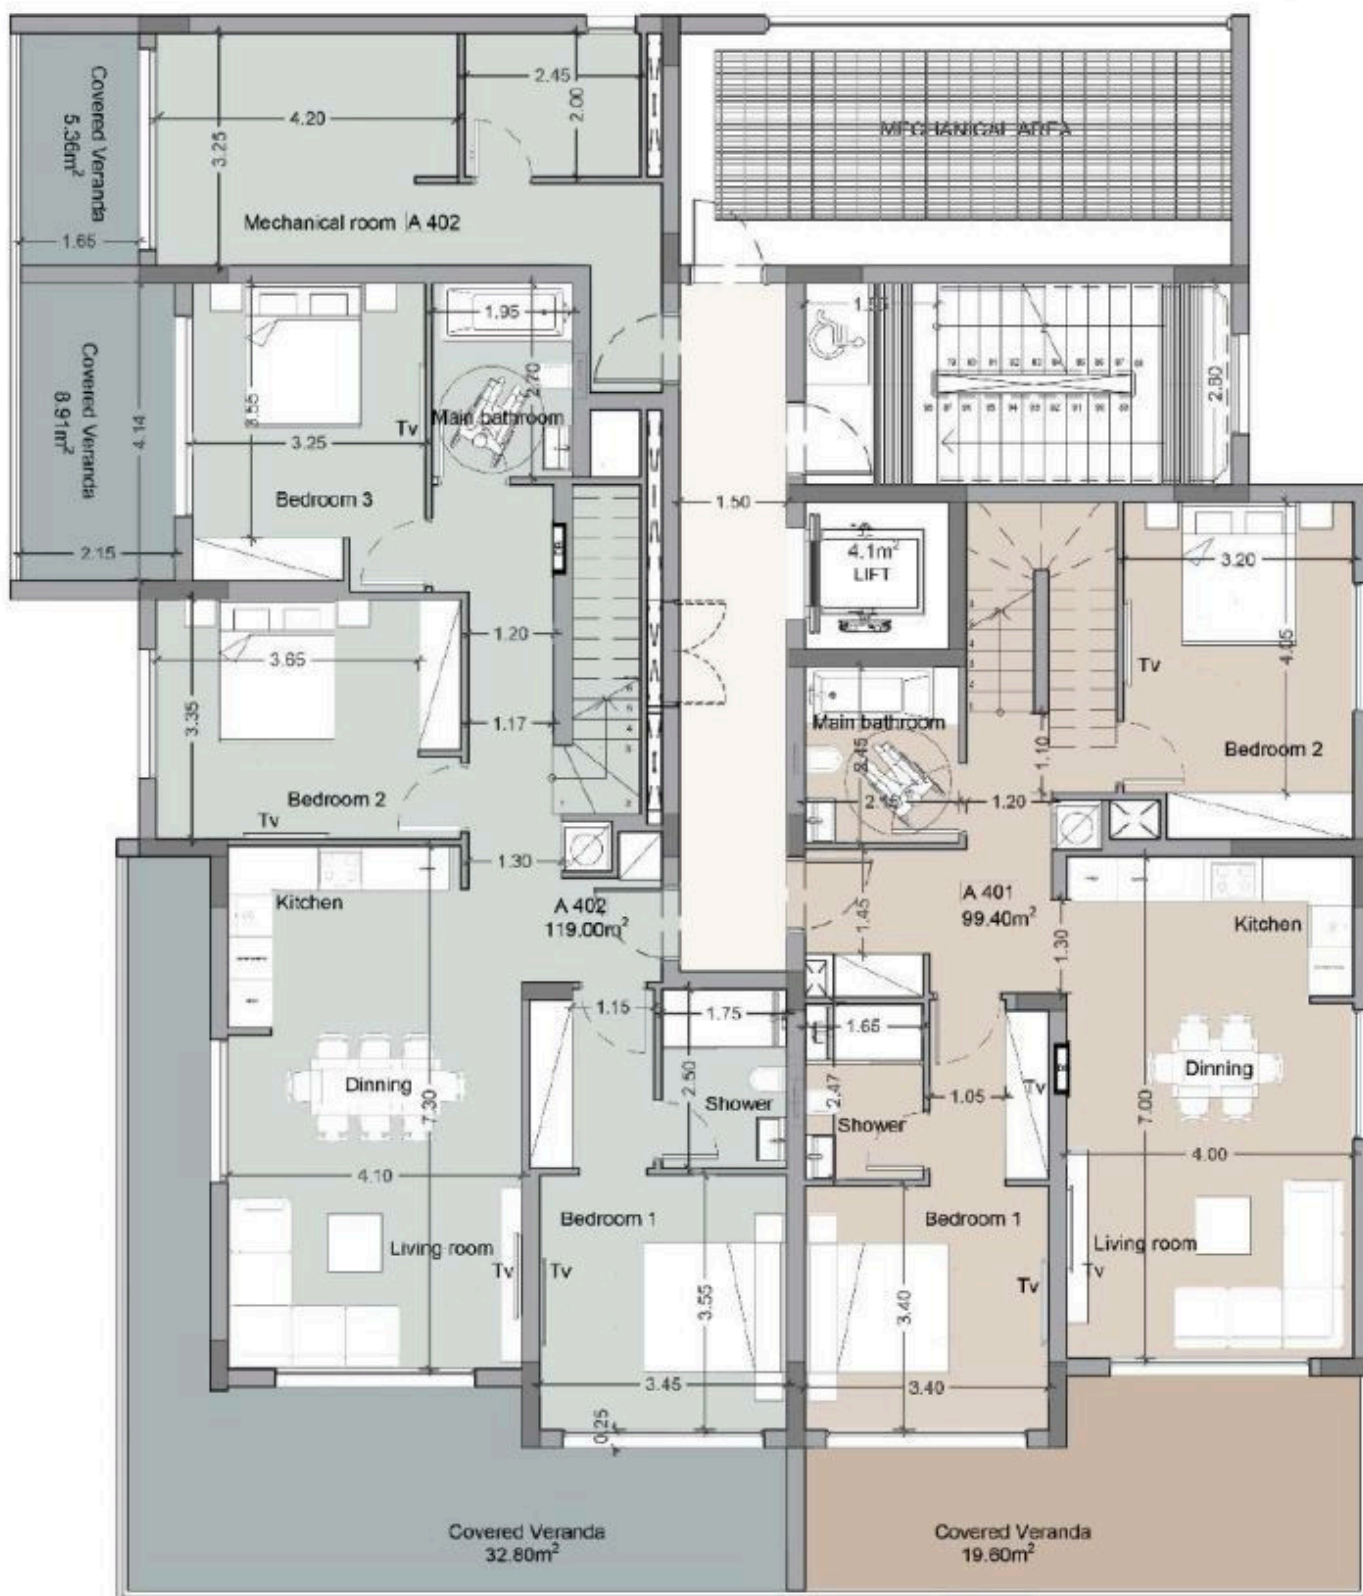 Covered Veranda
5.36m²
1.65
3.25
4.20
2.45
2.00
Mechanical room A 402
MECHANICAL AREA
Covered Veranda
8.91m²
4.14
2.15
3.55
3.25
Tv
Bedroom 3
1.95
2.70
Main bathroom
1.50
2.80
4.1m²
LIFT
3.20
4.05
Tv
Bedroom 2
3.65
3.35
1.20
1.17
Bedroom 2
Tv
1.30
Main bathroom
2.45
1.20
1.10
Kitchen
A 402
119.00m²
A 401
99.40m²
1.45
1.30
Kitchen
1.15
1.75
1.65
Dinning
7.30
2.50
Shower
2.47
Shower
1.05
Tv
Dinning
7.00
4.10
4.00
Living room
Tv
Bedroom 1
Tv
3.55
3.45
0.25
Bedroom 1
Tv
3.40
3.40
Living room
Tv
Covered Veranda
32.80m²
Covered Veranda
19.60m²